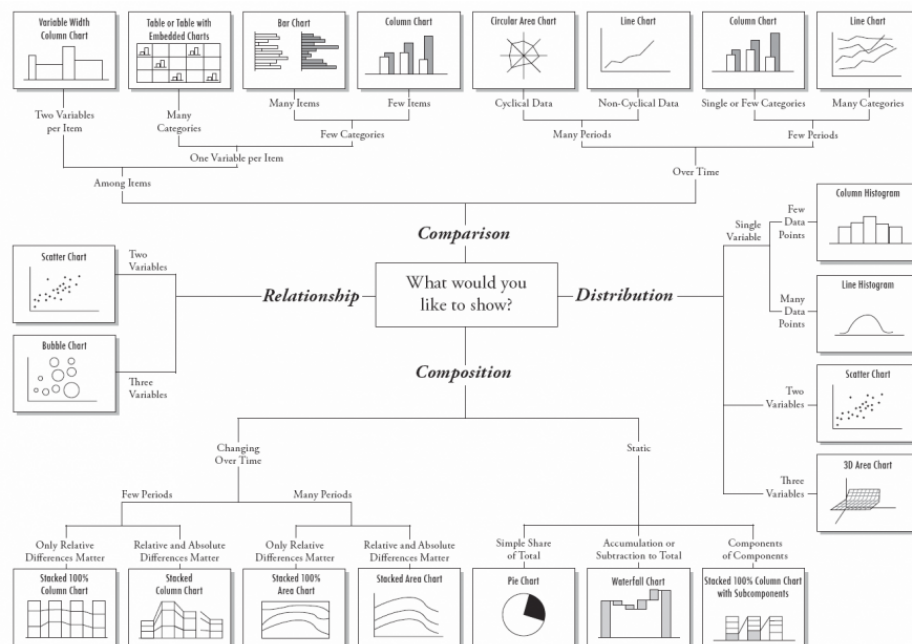 Variable Width
Column Chart
Table or Table with
Embedded Charts
Bar Chart
Column Chart
Circular Area Chart
Line Chart
Column Chart
Line Chart
Many Items
Few Items
Cyclical Data
Non-Cyclical Data
Single or Few Categories
Many Categories
Two Variables
per Item
Many
Categories
Few Categories
Many Periods
Few Periods
One Variable per Item
Among Items
Over Time
Comparison
What would you
like to show?
Relationship
Two
Variables
Scatter Chart
Bubble Chart
Three
Variables
Distribution
Single
Variable
Few
Data
Points
Column Histogram
Many
Data
Points
Line Histogram
Two
Variables
Scatter Chart
Three
Variables
3D Area Chart
Composition
Changing
Over Time
Static
Few Periods
Many Periods
Only Relative
Differences Matter
Relative and Absolute
Differences Matter
Only Relative
Differences Matter
Relative and Absolute
Differences Matter
Simple Share
of Total
Accumulation or
Subtraction to Total
Components
of Components
Stacked 100%
Column Chart
Stacked
Column Chart
Stacked 100%
Area Chart
Stacked Area Chart
Pie Chart
Waterfall Chart
Stacked 100% Column Chart
with Subcomponents